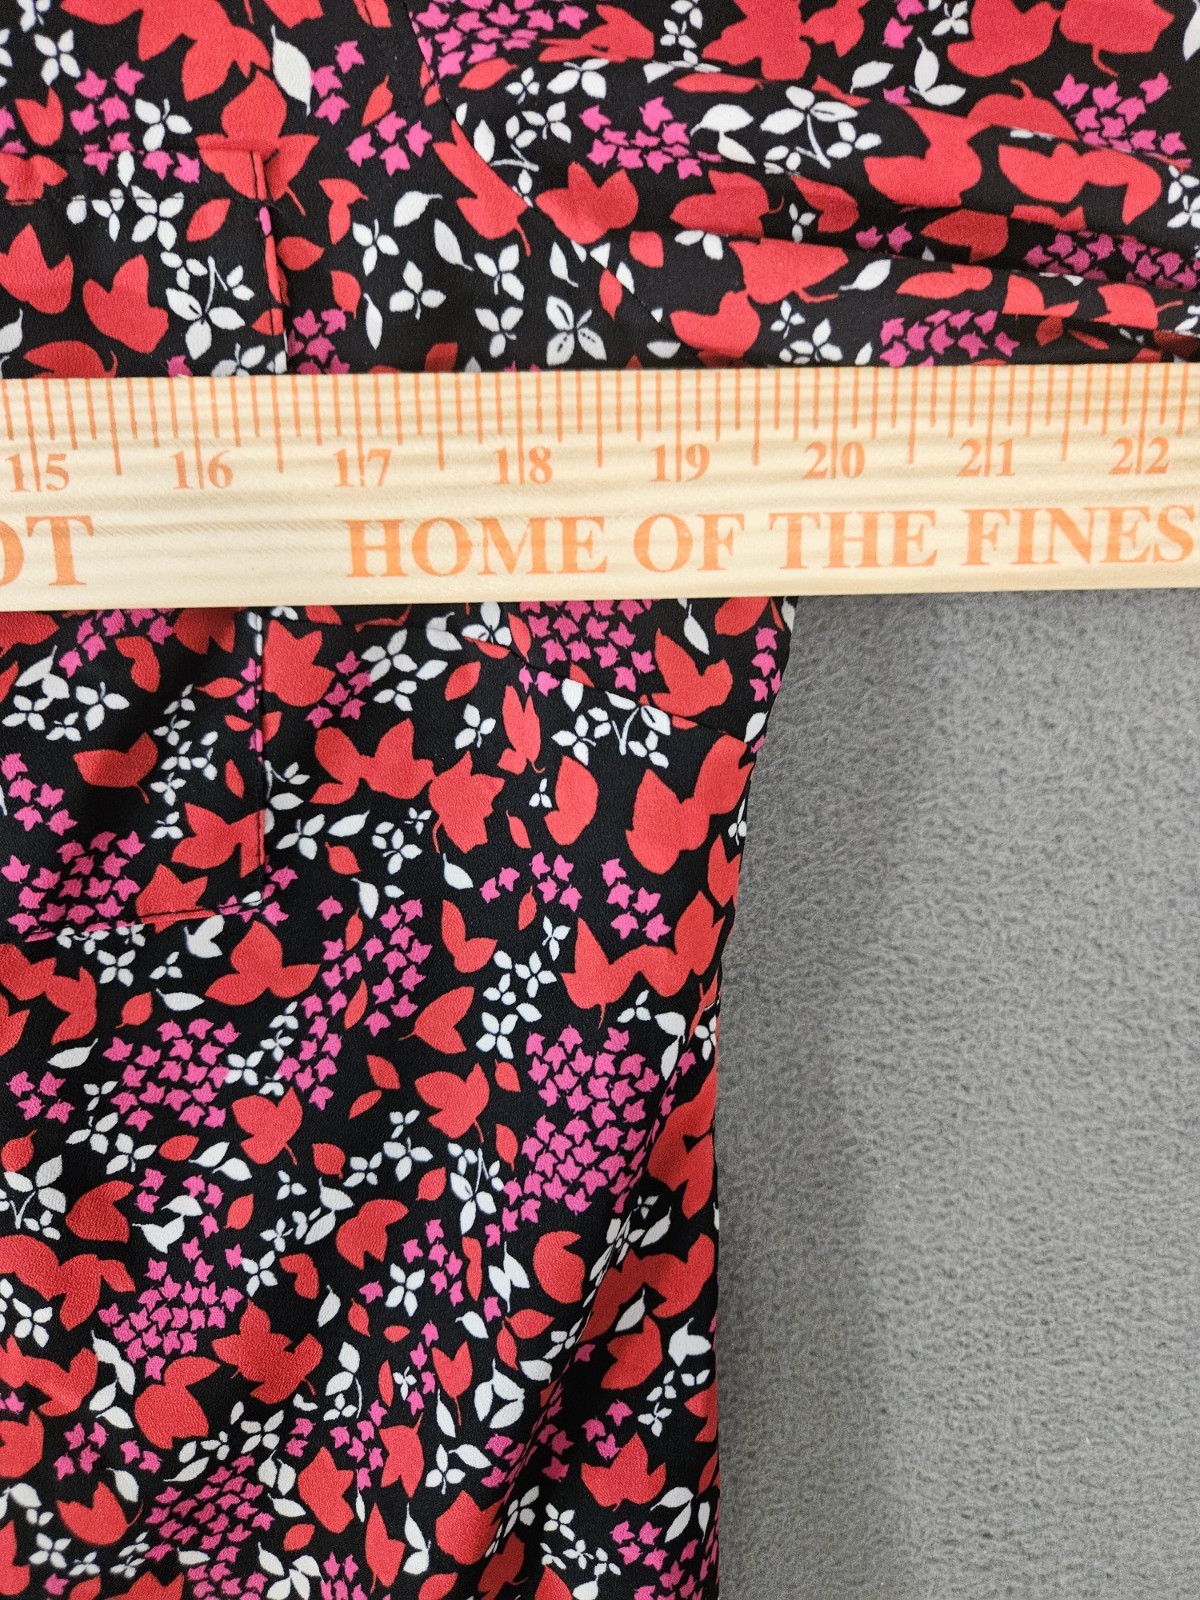 15 16 17 18 19 20 21 22
OT HOME OF THE FINES